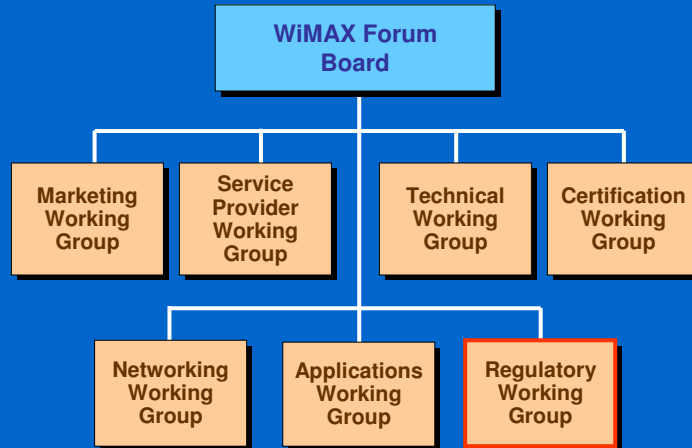 WiMAX Forum
Board
Marketing
Working
Group
Service
Provider
Working
Group
Technical
Working
Group
Certification
Working
Group
Networking
Working
Group
Applications
Working
Group
Regulatory
Working
Group